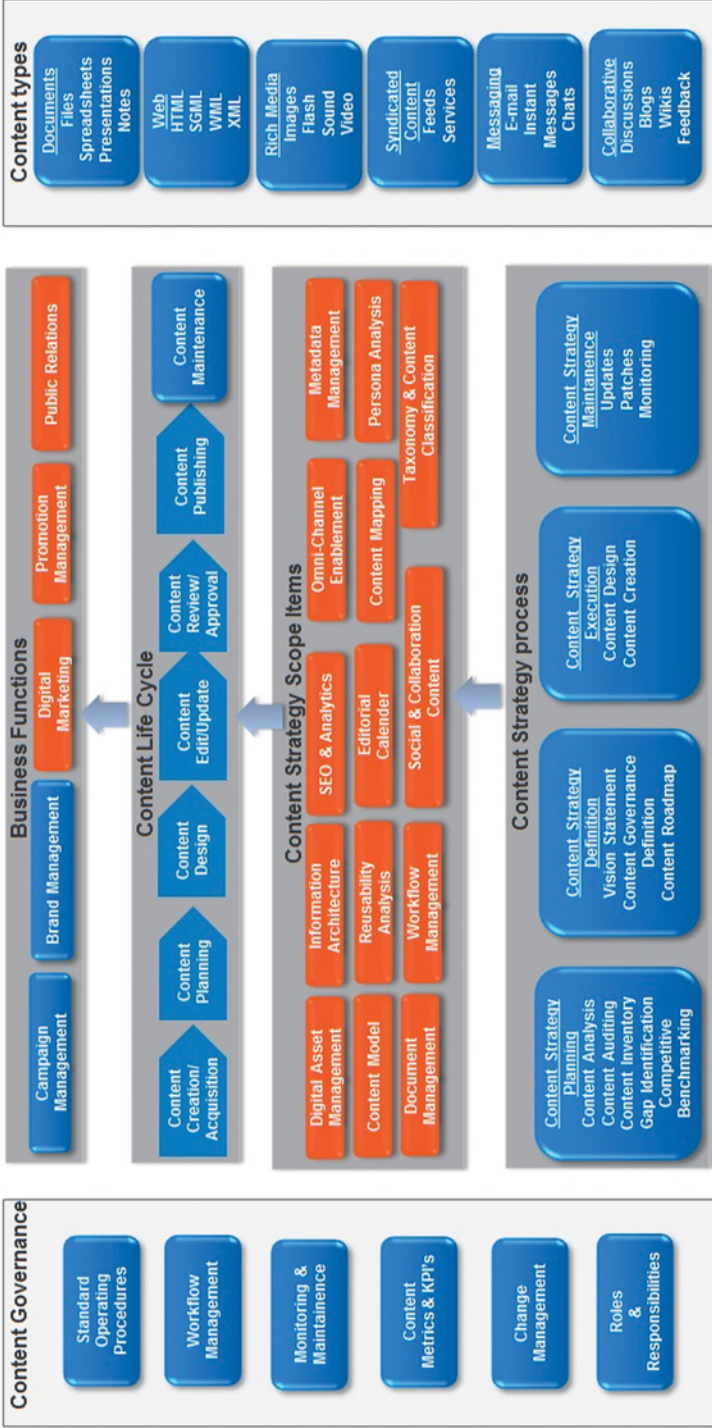 Content Governance
Standard
Operating
Procedures
Workflow
Management
Monitoring &
Maintainence
Content
Metrics & KPI's
Change
Management
Roles
&
Responsibilities
Business Functions
Campaign
Management
Brand Management
Digital
Marketing
Promotion
Management
Public Relations
Content Life Cycle
Content
Creation/
Acquisition
Content
Planning
Content
Design
Content
Edit/Update
Content
Review/
Approval
Content
Publishing
Content
Maintenance
Content Strategy Scope Items
Digital Asset
Management
Information
Architecture
SEO & Analytics
Omni-Channel
Enablement
Metadata
Management
Content Model
Reusability
Analysis
Editorial
Calender
Content Mapping
Persona Analysis
Document
Management
Workflow
Management
Social & Collaboration
Content
Taxonomy & Content
Classification
Content Strategy process
Content Strategy
Planning
Content Analysis
Content Auditing
Content Inventory
Gap Identification
Competitive
Benchmarking
Content Strategy
Definition
Vision Statement
Content Governance
Definition
Content Roadmap
Content Strategy
Execution
Content Design
Content Creation
Content Strategy
Maintanence
Updates
Patches
Monitoring
Content types
Documents
Files
Spreadsheets
Presentations
Notes
Web
HTML
SGML
WML
XML
Rich Media
Images
Flash
Sound
Video
Syndicated
Content
Feeds
Services
Messaging
E-mail
Instant
Messages
Chats
Collaborative
Discussions
Blogs
Wikis
Feedback